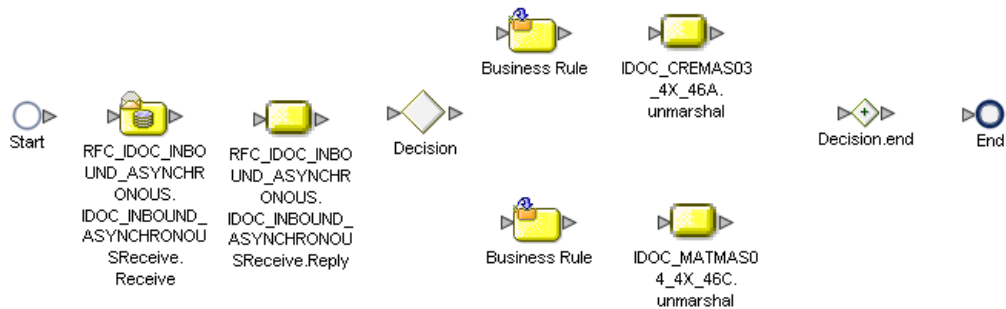 Business Rule
IDOC_CREMAS03
_4X_46A.
unmarshal
Start
RFC_IDOC_INBO
UND_ASYNCHR
ONOUS.
IDOC_INBOUND_
ASYNCHRONOU
SReceive.
Receive
RFC_IDOC_INBO
UND_ASYNCHR
ONOUS.
IDOC_INBOUND_
ASYNCHRONOU
SReceive.Reply
Decision
Decision.end
End
Business Rule
IDOC_MATMAS0
4_4X_46C.
unmarshal